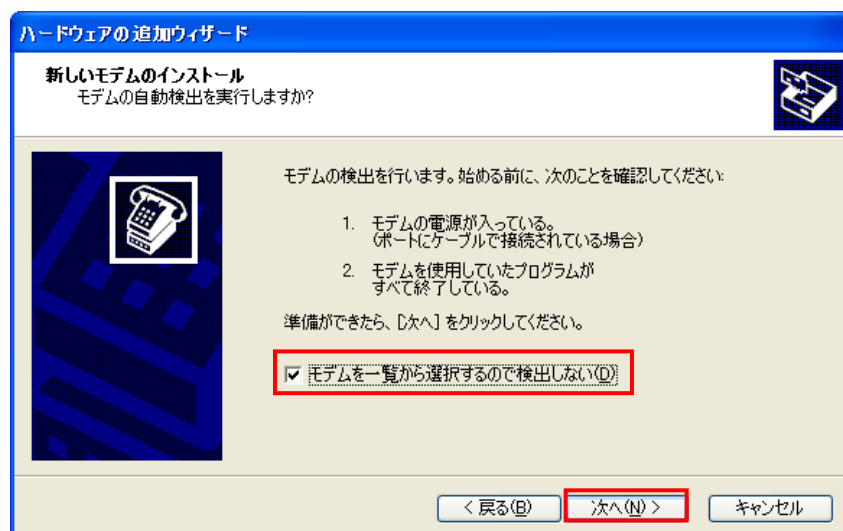 ハードウェアの追加ウィザード
新しいモデムのインストール
モデムの自動検出を実行しますか?
モデムの検出を行います。始める前に、次のことを確認してください:
1. モデムの電源が入っている。
(ポートにケーブルで接続されている場合)
2. モデムを使用していたプログラムが
すべて終了している。
準備ができたら、[次へ] をクリックしてください。
モデムを一覧から選択するので検出しない(D)
< 戻る(B)
次へ(N) >
キャンセル